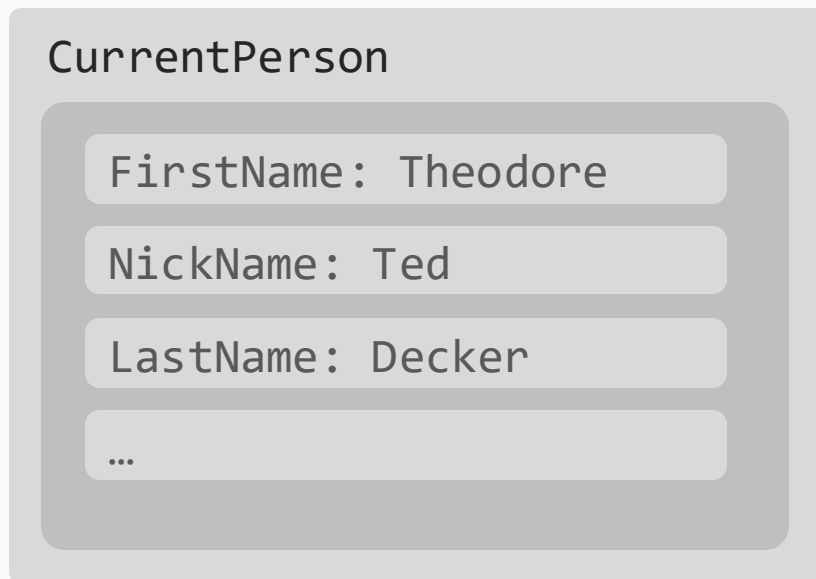 CurrentPerson
FirstName: Theodore
NickName: Ted
LastName: Decker
…